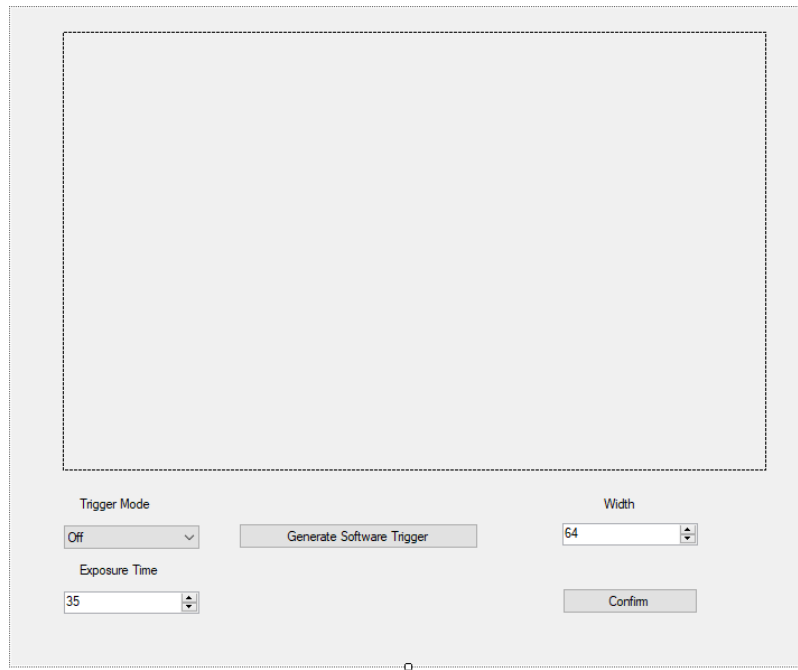 Trigger Mode
Width
Off
Generate Software Trigger
64
Exposure Time
35
Confirm